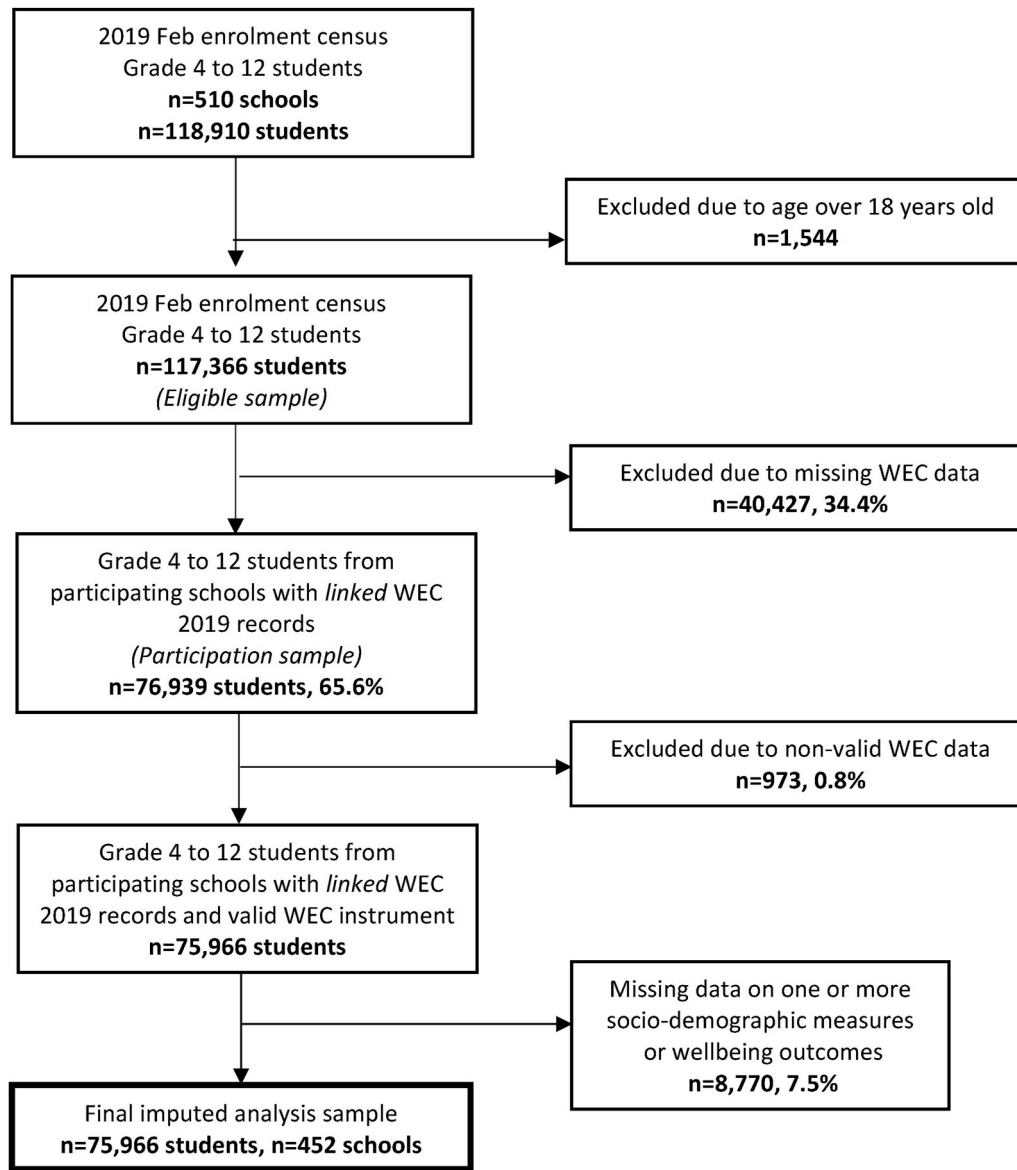 2019 Feb enrolment census
Grade 4 to 12 students
n=510 schools
n=118,910 students
Excluded due to age over 18 years old
n=1,544
2019 Feb enrolment census
Grade 4 to 12 students
n=117,366 students
(Eligible sample)
Excluded due to missing WEC data
n=40,427, 34.4%
Grade 4 to 12 students from
participating schools with linked WEC
2019 records
(Participation sample)
n=76,939 students, 65.6%
Excluded due to non-valid WEC data
n=973, 0.8%
Grade 4 to 12 students from
participating schools with linked WEC
2019 records and valid WEC instrument
n=75,966 students
Missing data on one or more
socio-demographic measures
or wellbeing outcomes
n=8,770, 7.5%
Final imputed analysis sample
n=75,966 students, n=452 schools